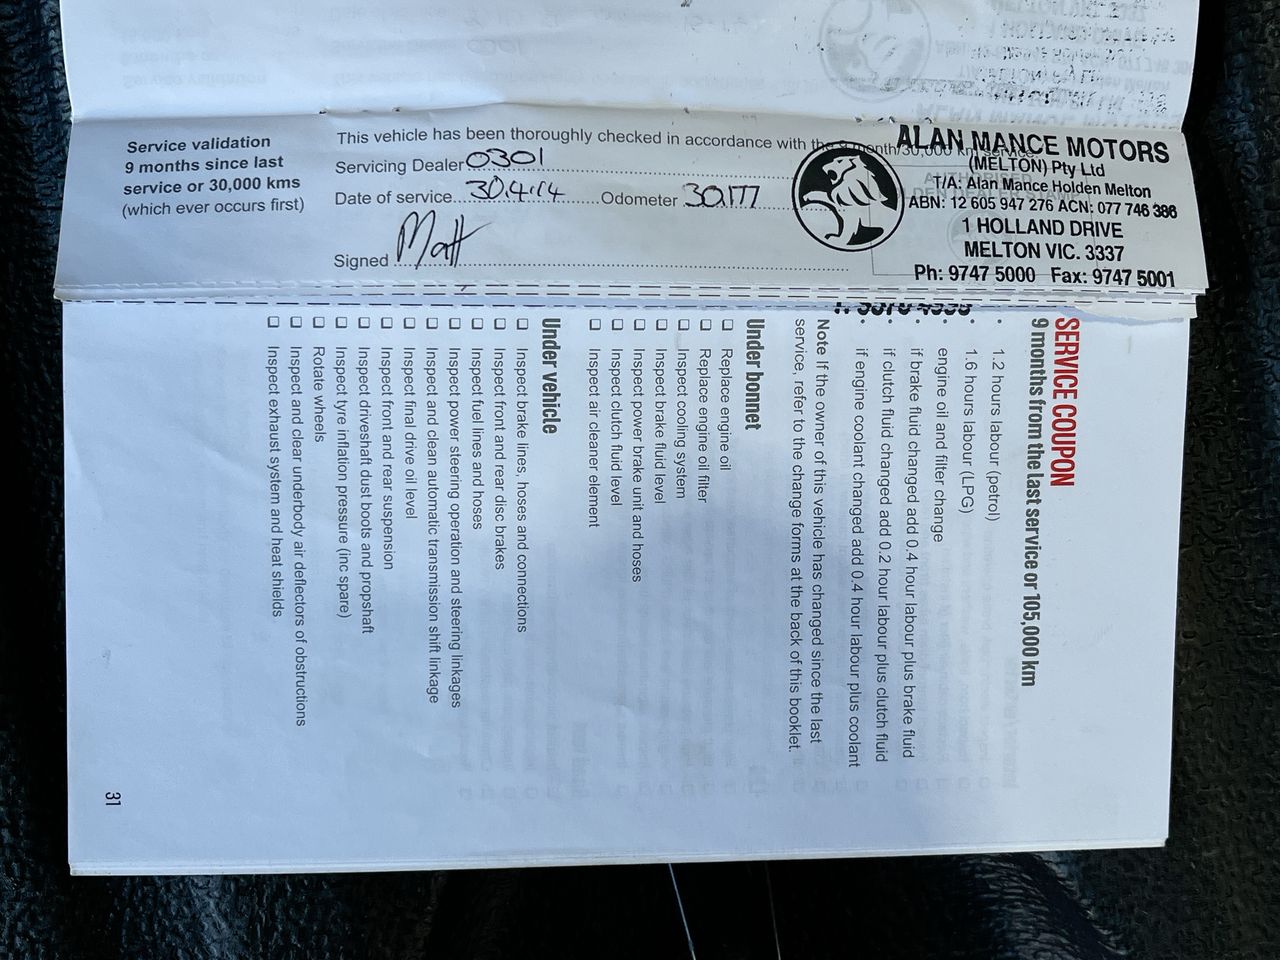 Service validation
9 months since last
service or 30,000 kms
(which ever occurs first)
This vehicle has been thoroughly checked in accordance with the 9 month/30,000 km service
Servicing Dealer 0301
Date of service 30.4.14 Odometer 30177
Signed Matt
ALAN MANCE MOTORS
(MELTON) Pty Ltd
T/A: Alan Mance Holden Melton
ABN: 12 605 947 276 ACN: 077 746 386
1 HOLLAND DRIVE
MELTON VIC. 3337
Ph: 9747 5000 Fax: 9747 5001
SERVICE COUPON
9 months from the last service or 105,000 km
• 1.2 hours labour (petrol)
• 1.6 hours labour (LPG)
• engine oil and filter change
• if brake fluid changed add 0.4 hour labour plus brake fluid
• if clutch fluid changed add 0.2 hour labour plus clutch fluid
• if engine coolant changed add 0.4 hour labour plus coolant
Note If the owner of this vehicle has changed since the last
service, refer to the change forms at the back of this booklet.
Under bonnet
❑ Replace engine oil
❑ Replace engine oil filter
❑ Inspect cooling system
❑ Inspect brake fluid level
❑ Inspect power brake unit and hoses
❑ Inspect clutch fluid level
❑ Inspect air cleaner element
Under vehicle
❑ Inspect brake lines, hoses and connections
❑ Inspect front and rear disc brakes
❑ Inspect fuel lines and hoses
❑ Inspect power steering operation and steering linkages
❑ Inspect and clean automatic transmission shift linkage
❑ Inspect final drive oil level
❑ Inspect front and rear suspension
❑ Inspect driveshaft dust boots and propshaft
❑ Inspect tyre inflation pressure (inc spare)
❑ Rotate wheels
❑ Inspect and clear underbody air deflectors of obstructions
❑ Inspect exhaust system and heat shields
31